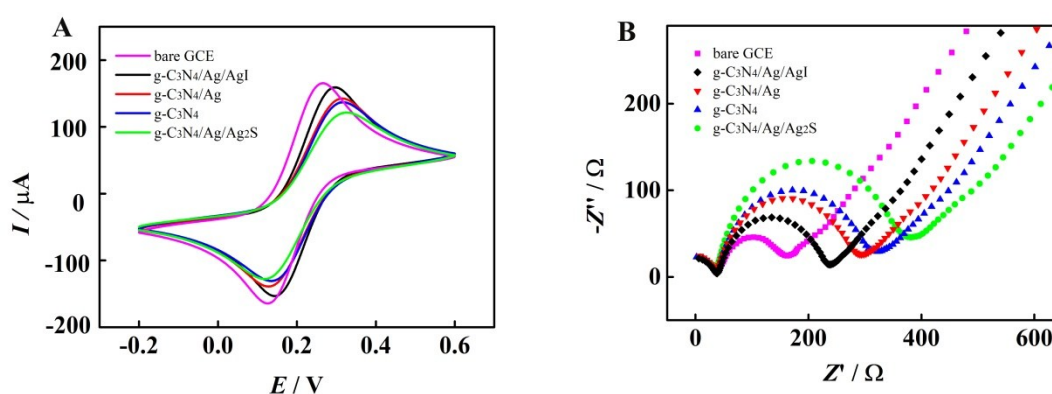 A
200
100
0
-100
-200
I / µA
bare GCE
g-C3N4/Ag/AgI
g-C3N4/Ag
g-C3N4
g-C3N4/Ag/Ag2S
-0.2
0.0
0.2
0.4
0.6
E / V
B
200
100
0
-Z'' / Ω
bare GCE
g-C3N4/Ag/AgI
g-C3N4/Ag
g-C3N4
g-C3N4/Ag/Ag2S
0
200
400
600
Z' / Ω